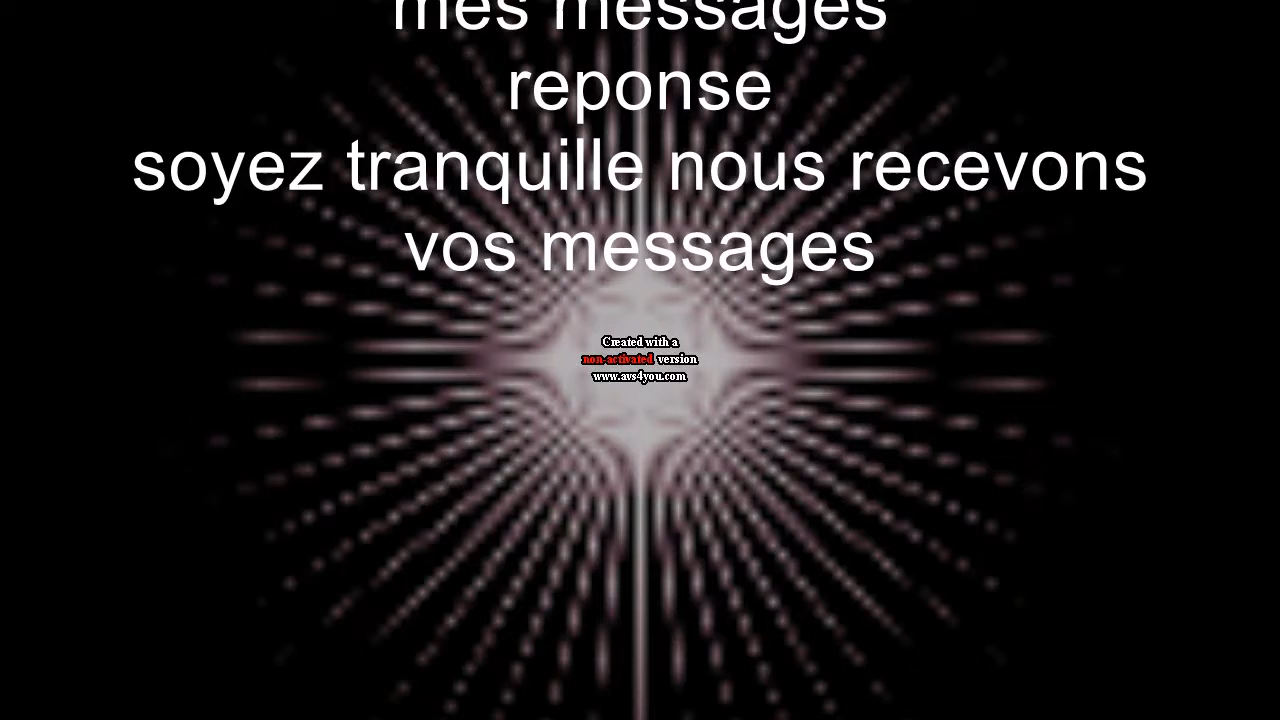 mes messages
reponse
soyez tranquille nous recevons
vos messages
Created with a
non-activated version
www.avs4you.com